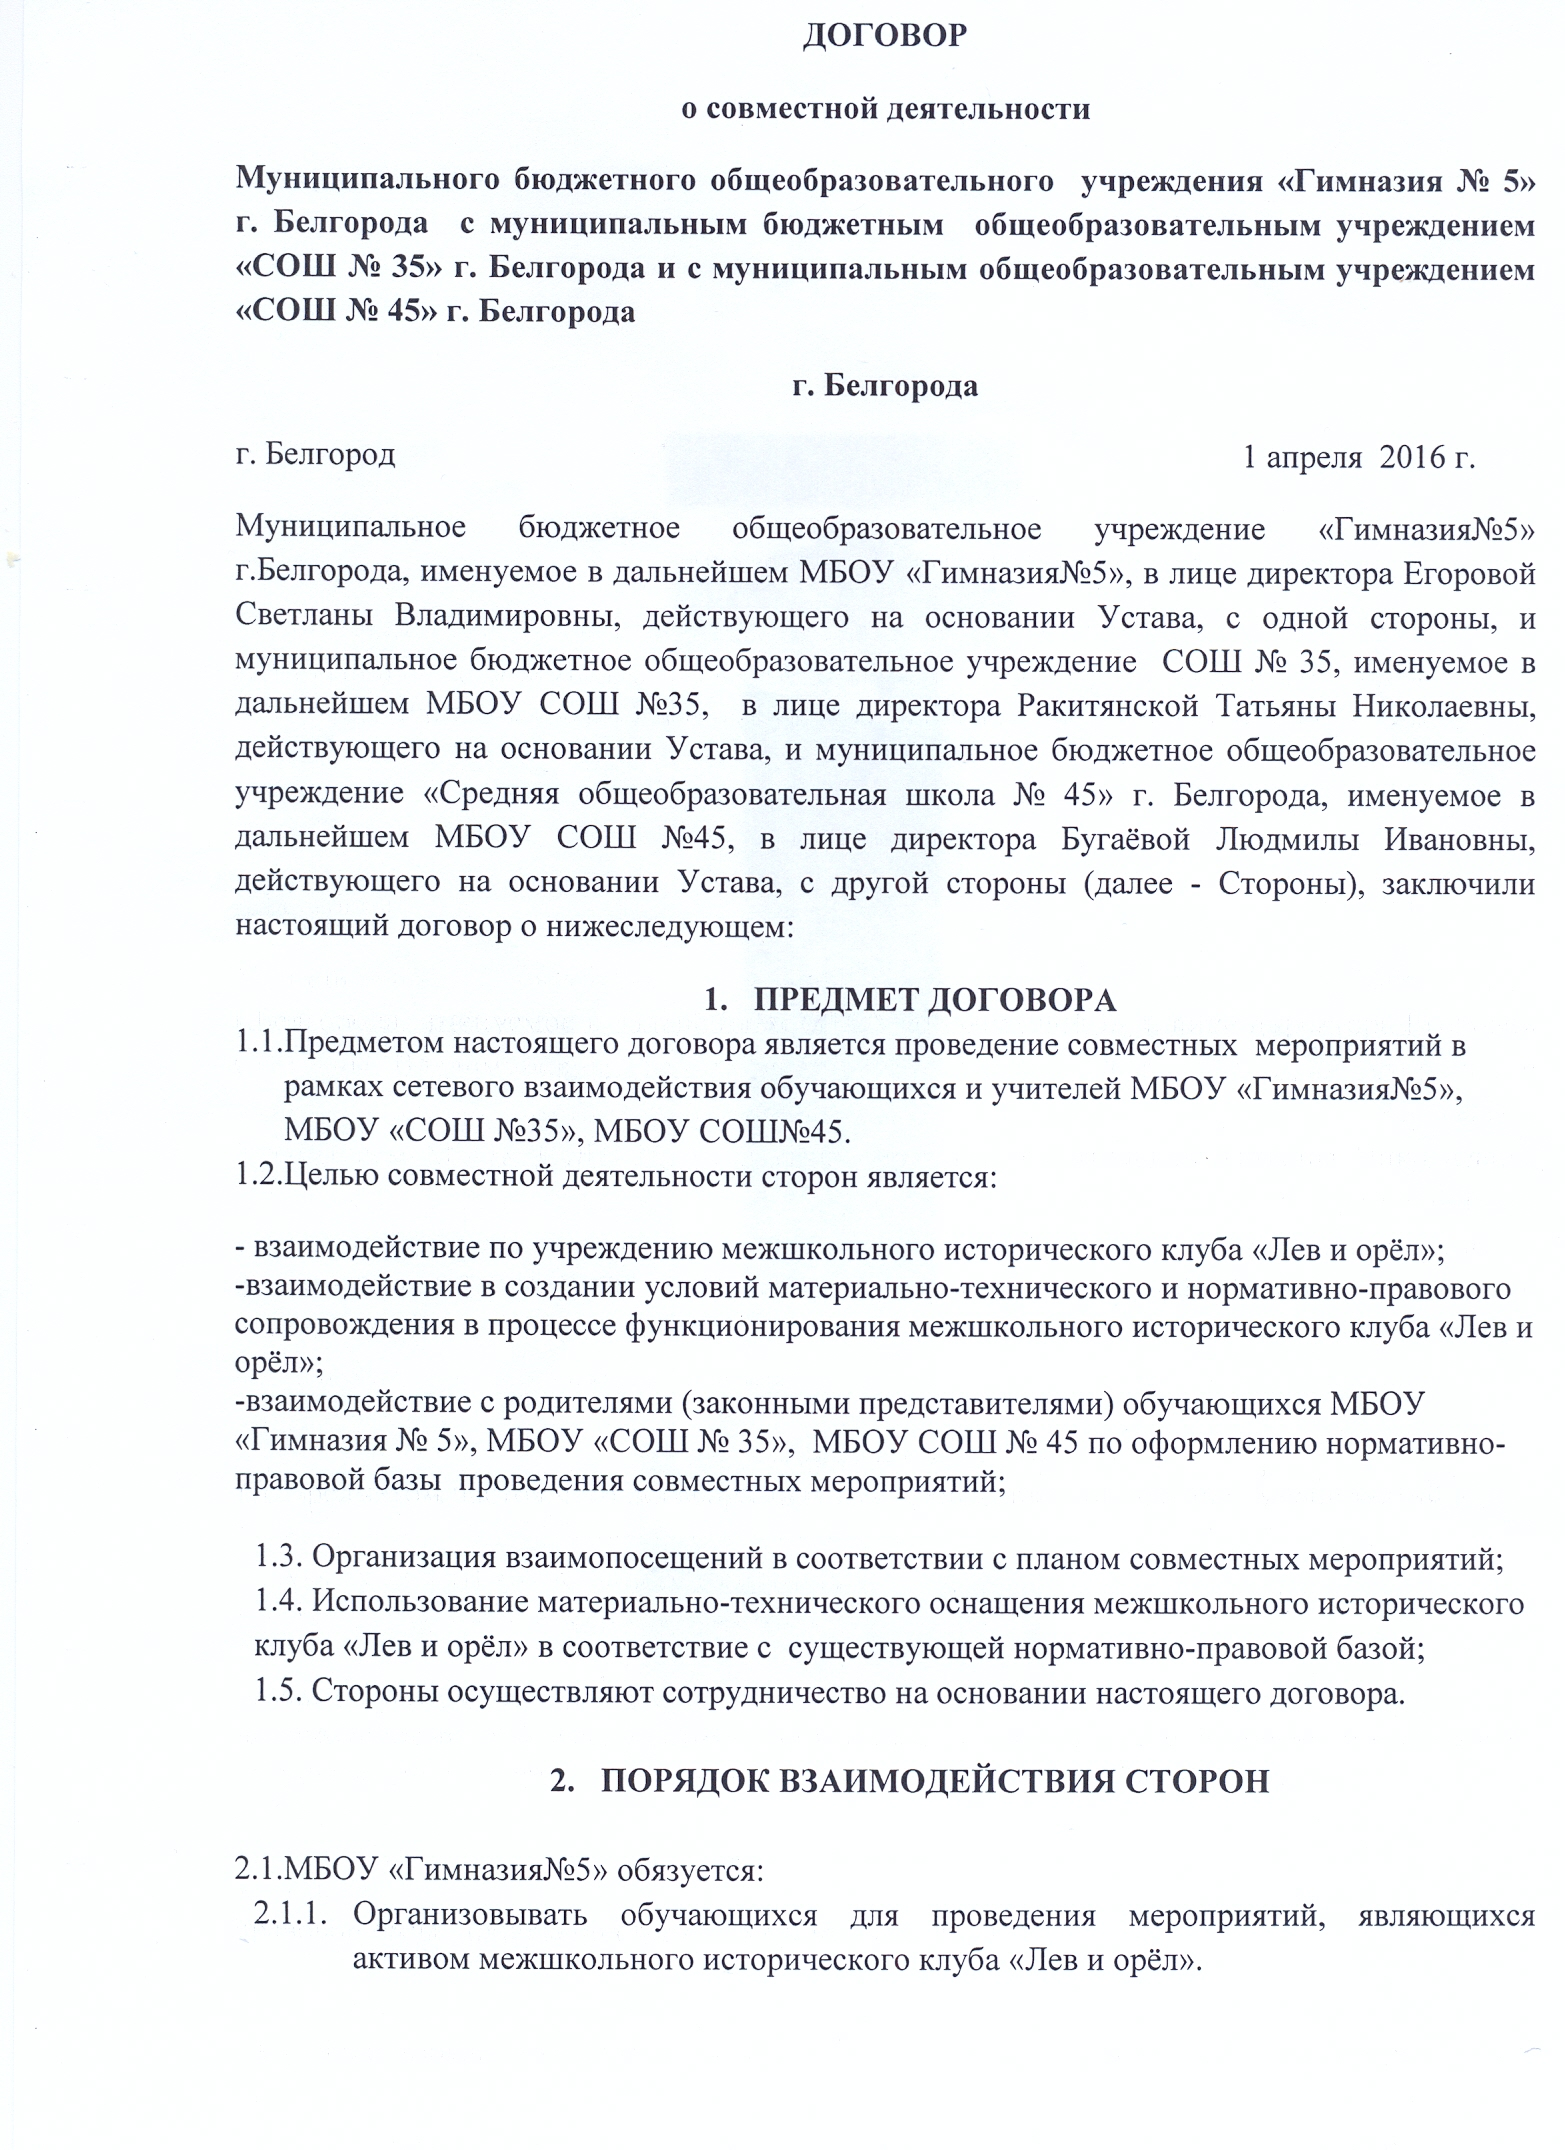 ДОГОВОР
о совместной деятельности
Муниципального бюджетного общеобразовательного учреждения «Гимназия № 5»
г. Белгорода с муниципальным бюджетным общеобразовательным учреждением
«СОШ № 35» г. Белгорода и с муниципальным общеобразовательным учреждением
«СОШ № 45» г. Белгорода
г. Белгорода
г. Белгород 1 апреля 2016 г.
Муниципальное бюджетное общеобразовательное учреждение «Гимназия№5»
г.Белгорода, именуемое в дальнейшем МБОУ «Гимназия№5», в лице директора Егоровой
Светланы Владимировны, действующего на основании Устава, с одной стороны, и
муниципальное бюджетное общеобразовательное учреждение СОШ № 35, именуемое в
дальнейшем МБОУ СОШ №35, в лице директора Ракитянской Татьяны Николаевны,
действующего на основании Устава, и муниципальное бюджетное общеобразовательное
учреждение «Средняя общеобразовательная школа № 45» г. Белгорода, именуемое в
дальнейшем МБОУ СОШ №45, в лице директора Бугаёвой Людмилы Ивановны,
действующего на основании Устава, с другой стороны (далее - Стороны), заключили
настоящий договор о нижеследующем:
1. ПРЕДМЕТ ДОГОВОРА
1.1.Предметом настоящего договора является проведение совместных мероприятий в
рамках сетевого взаимодействия обучающихся и учителей МБОУ «Гимназия№5»,
МБОУ «СОШ №35», МБОУ СОШ№45.
1.2.Целью совместной деятельности сторон является:
- взаимодействие по учреждению межшкольного исторического клуба «Лев и орёл»;
-взаимодействие в создании условий материально-технического и нормативно-правового
сопровождения в процессе функционирования межшкольного исторического клуба «Лев и
орёл»;
-взаимодействие с родителями (законными представителями) обучающихся МБОУ
«Гимназия № 5», МБОУ «СОШ № 35», МБОУ СОШ № 45 по оформлению нормативно-
правовой базы проведения совместных мероприятий;
1.3. Организация взаимопосещений в соответствии с планом совместных мероприятий;
1.4. Использование материально-технического оснащения межшкольного исторического
клуба «Лев и орёл» в соответствие с существующей нормативно-правовой базой;
1.5. Стороны осуществляют сотрудничество на основании настоящего договора.
2. ПОРЯДОК ВЗАИМОДЕЙСТВИЯ СТОРОН
2.1.МБОУ «Гимназия№5» обязуется:
2.1.1. Организовывать обучающихся для проведения мероприятий, являющихся
активом межшкольного исторического клуба «Лев и орёл».